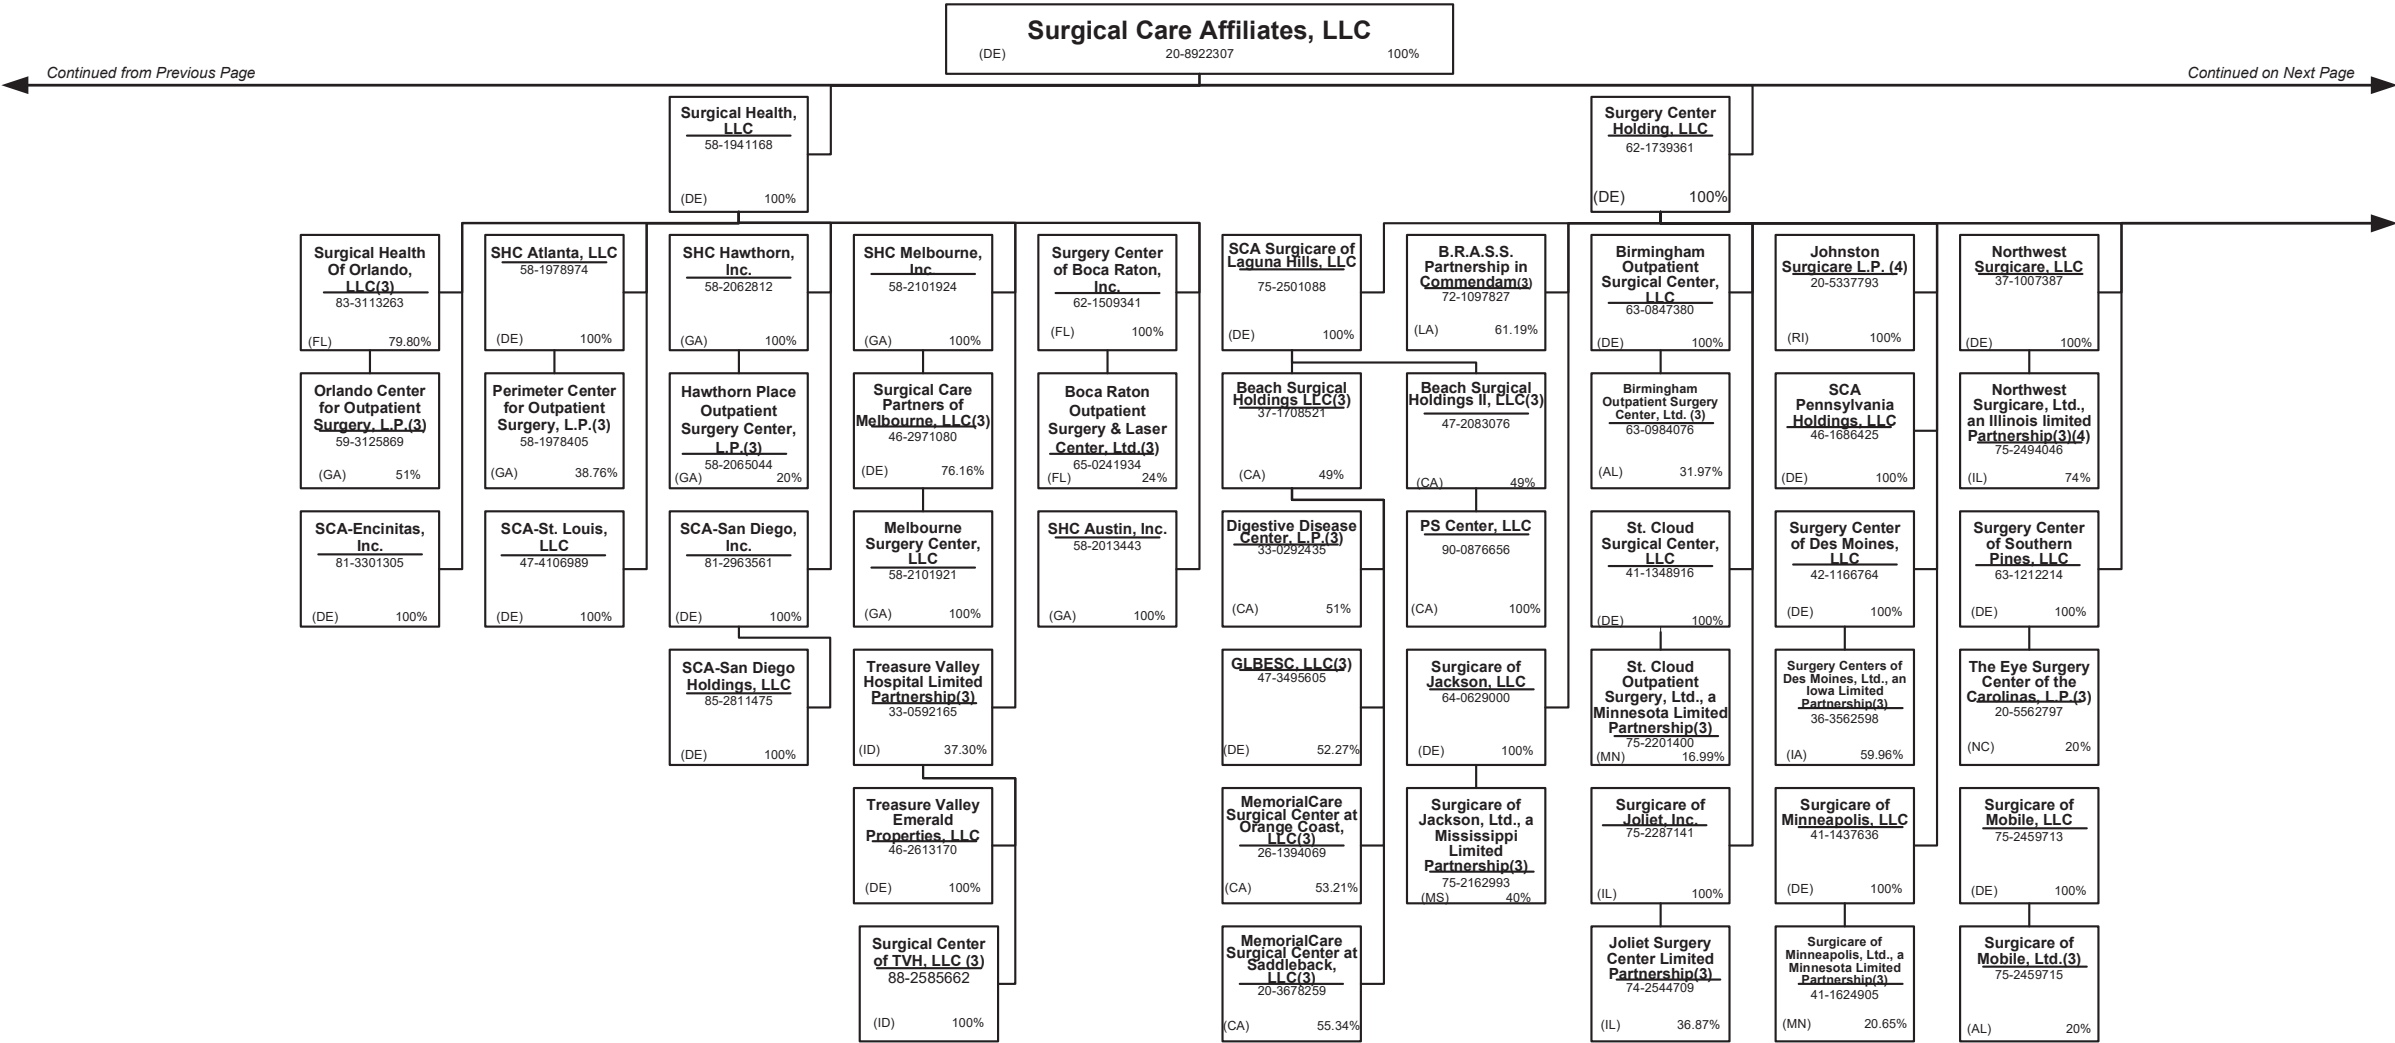 Surgical Care Affiliates, LLC
(DE) 20-8922307 100%
Continued from Previous Page
Continued on Next Page
Surgical Health,
LLC
58-1941168
(DE) 100%
Surgery Center
Holding, LLC
62-1739361
(DE) 100%
Surgical Health
Of Orlando,
LLC(3)
83-3113263
(FL) 79.80%
SHC Atlanta, LLC
58-1978974
(DE) 100%
SHC Hawthorn,
Inc.
58-2062812
(GA) 100%
SHC Melbourne,
Inc.
58-2101924
(GA) 100%
Surgery Center
of Boca Raton,
Inc.
62-1509341
(FL) 100%
SCA Surgicare of
Laguna Hills, LLC
75-2501088
(DE) 100%
B.R.A.S.S.
Partnership in
Commendam(3)
72-1097827
(LA) 61.19%
Birmingham
Outpatient
Surgical Center,
LLC
63-0847380
(DE) 100%
Johnston
Surgicare L.P. (4)
20-5337793
(RI) 100%
Northwest
Surgicare, LLC
37-1007387
(DE) 100%
Orlando Center
for Outpatient
Surgery, L.P.(3)
59-3125869
(GA) 51%
Perimeter Center
for Outpatient
Surgery, L.P.(3)
58-1978405
(GA) 38.76%
Hawthorn Place
Outpatient
Surgery Center,
L.P.(3)
58-2065044
(GA) 20%
Surgical Care
Partners of
Melbourne, LLC(3)
46-2971080
(DE) 76.16%
Boca Raton
Outpatient
Surgery & Laser
Center, Ltd.(3)
65-0241934
(FL) 24%
Beach Surgical
Holdings LLC(3)
37-1708521
(CA) 49%
Beach Surgical
Holdings II, LLC(3)
47-2083076
(CA) 49%
Birmingham
Outpatient Surgery
Center, Ltd. (3)
63-0984076
(AL) 31.97%
SCA
Pennsylvania
Holdings, LLC
46-1686425
(DE) 100%
Northwest
Surgicare, Ltd.,
an Illinois limited
Partnership(3)(4)
75-2494046
(IL) 74%
SCA-Encinitas,
Inc.
81-3301305
(DE) 100%
SCA-St. Louis,
LLC
47-4106989
(DE) 100%
SCA-San Diego,
Inc.
81-2963561
(DE) 100%
Melbourne
Surgery Center,
LLC
58-2101921
(GA) 100%
SHC Austin, Inc.
58-2013443
(GA) 100%
Digestive Disease
Center, L.P.(3)
33-0292435
(CA) 51%
PS Center, LLC
90-0876656
(CA) 100%
St. Cloud
Surgical Center,
LLC
41-1348916
(DE) 100%
Surgery Center
of Des Moines,
LLC
42-1166764
(DE) 100%
Surgery Center
of Southern
Pines, LLC
63-1212214
(DE) 100%
SCA-San Diego
Holdings, LLC
85-2811475
(DE) 100%
Treasure Valley
Hospital Limited
Partnership(3)
33-0592165
(ID) 37.30%
GLBESC, LLC(3)
47-3495605
(DE) 52.27%
Surgicare of
Jackson, LLC
64-0629000
(DE) 100%
St. Cloud
Outpatient
Surgery, Ltd., a
Minnesota Limited
Partnership(3)
75-2201400
(MN) 16.99%
Surgery Centers of
Des Moines, Ltd., an
Iowa Limited
Partnership(3)
36-3562598
(IA) 59.96%
The Eye Surgery
Center of the
Carolinas, L.P.(3)
20-5562797
(NC) 20%
Treasure Valley
Emerald
Properties, LLC
46-2613170
(DE) 100%
MemorialCare
Surgical Center at
Orange Coast,
LLC(3)
26-1394069
(CA) 53.21%
Surgicare of
Jackson, Ltd., a
Mississippi
Limited
Partnership(3)
75-2162993
(MS) 40%
Surgicare of
Joliet, Inc.
75-2287141
(IL) 100%
Surgicare of
Minneapolis, LLC
41-1437636
(DE) 100%
Surgicare of
Mobile, LLC
75-2459713
(DE) 100%
Surgical Center
of TVH, LLC (3)
88-2585662
(ID) 100%
MemorialCare
Surgical Center at
Saddleback,
LLC(3)
20-3678259
(CA) 55.34%
Joliet Surgery
Center Limited
Partnership(3)
74-2544709
(IL) 36.87%
Surgicare of
Minneapolis, Ltd., a
Minnesota Limited
Partnership(3)
41-1624905
(MN) 20.65%
Surgicare of
Mobile, Ltd.(3)
75-2459715
(AL) 20%